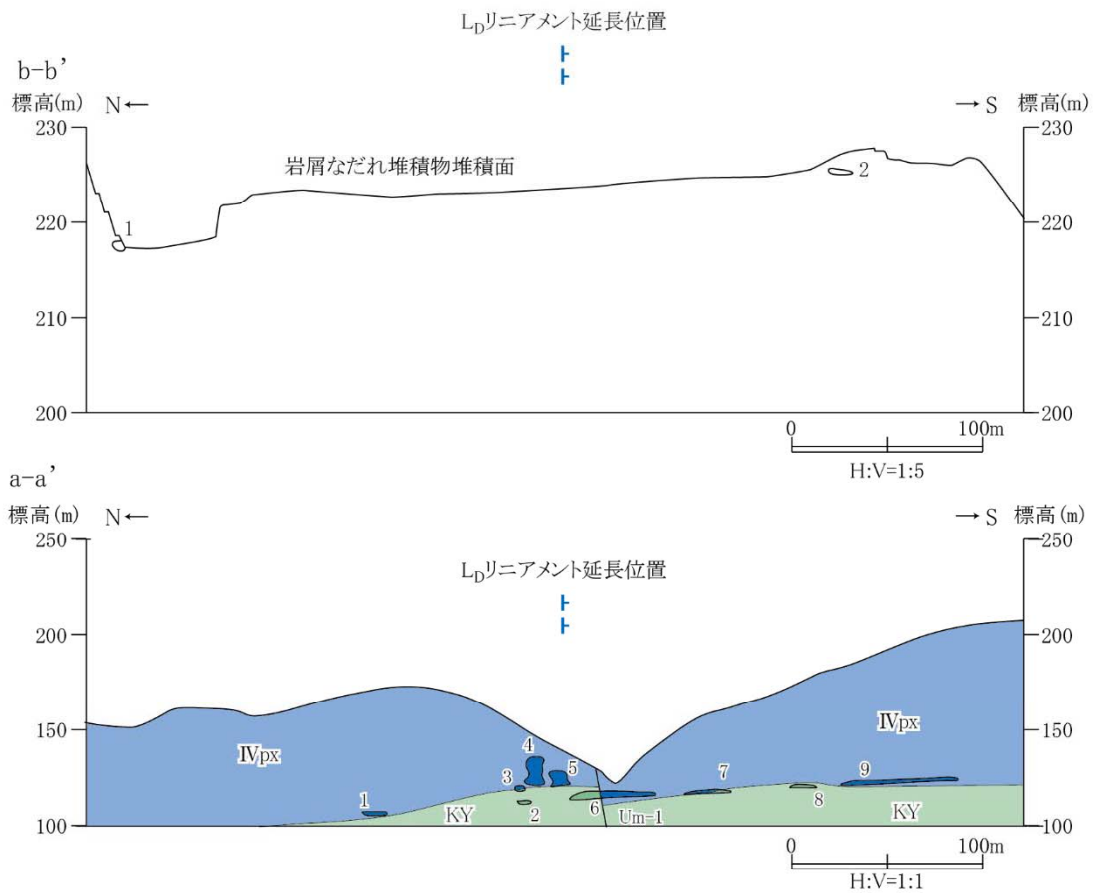 LDリニアメント延長位置
b-b’
標高(m) N← →S 標高(m)
230 230
岩屑なだれ堆積物堆積面
2
220 220
1
210 210
200 200
0 100m
H:V=1:5
a-a’
標高(m) N← →S 標高(m)
250 250
LDリニアメント延長位置
200 200
150 150
Ⅳpx Ⅳpx
4
3 5 7 9
1 KY 2 6 Um-1 8 KY
100 100
0 100m
H:V=1:1